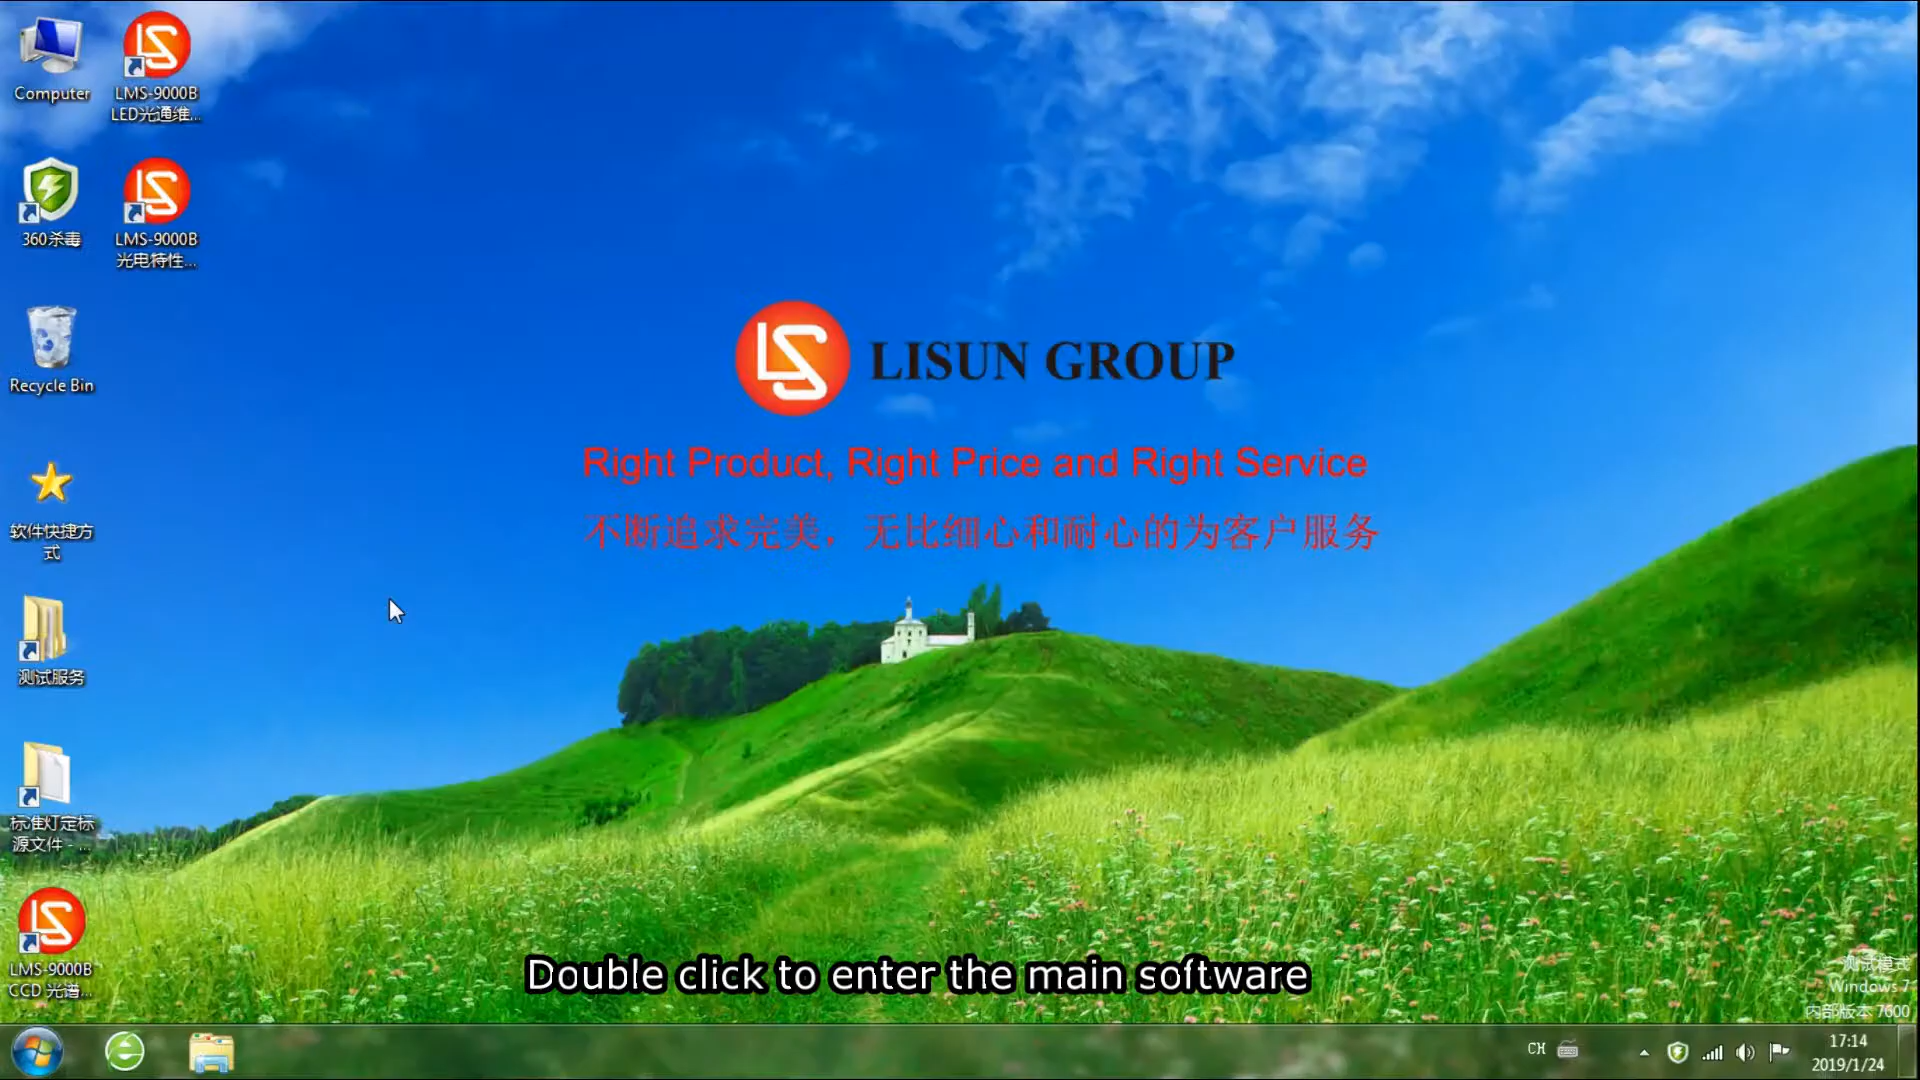 Computer
LMS-9000B
LED光通维...
360杀毒
LMS-9000B
光电特性...
Recycle Bin
软件快捷方
式
测试服务
标准灯定标
源文件 - ...
LMS-9000B
CCD 光谱...
LISUN GROUP
Right Product, Right Price and Right Service
不断追求完美，无比细心和耐心的为客户服务
Double click to enter the main software
测试模式
Windows 7
内部版本 7600
CH
17:14
2019/1/24